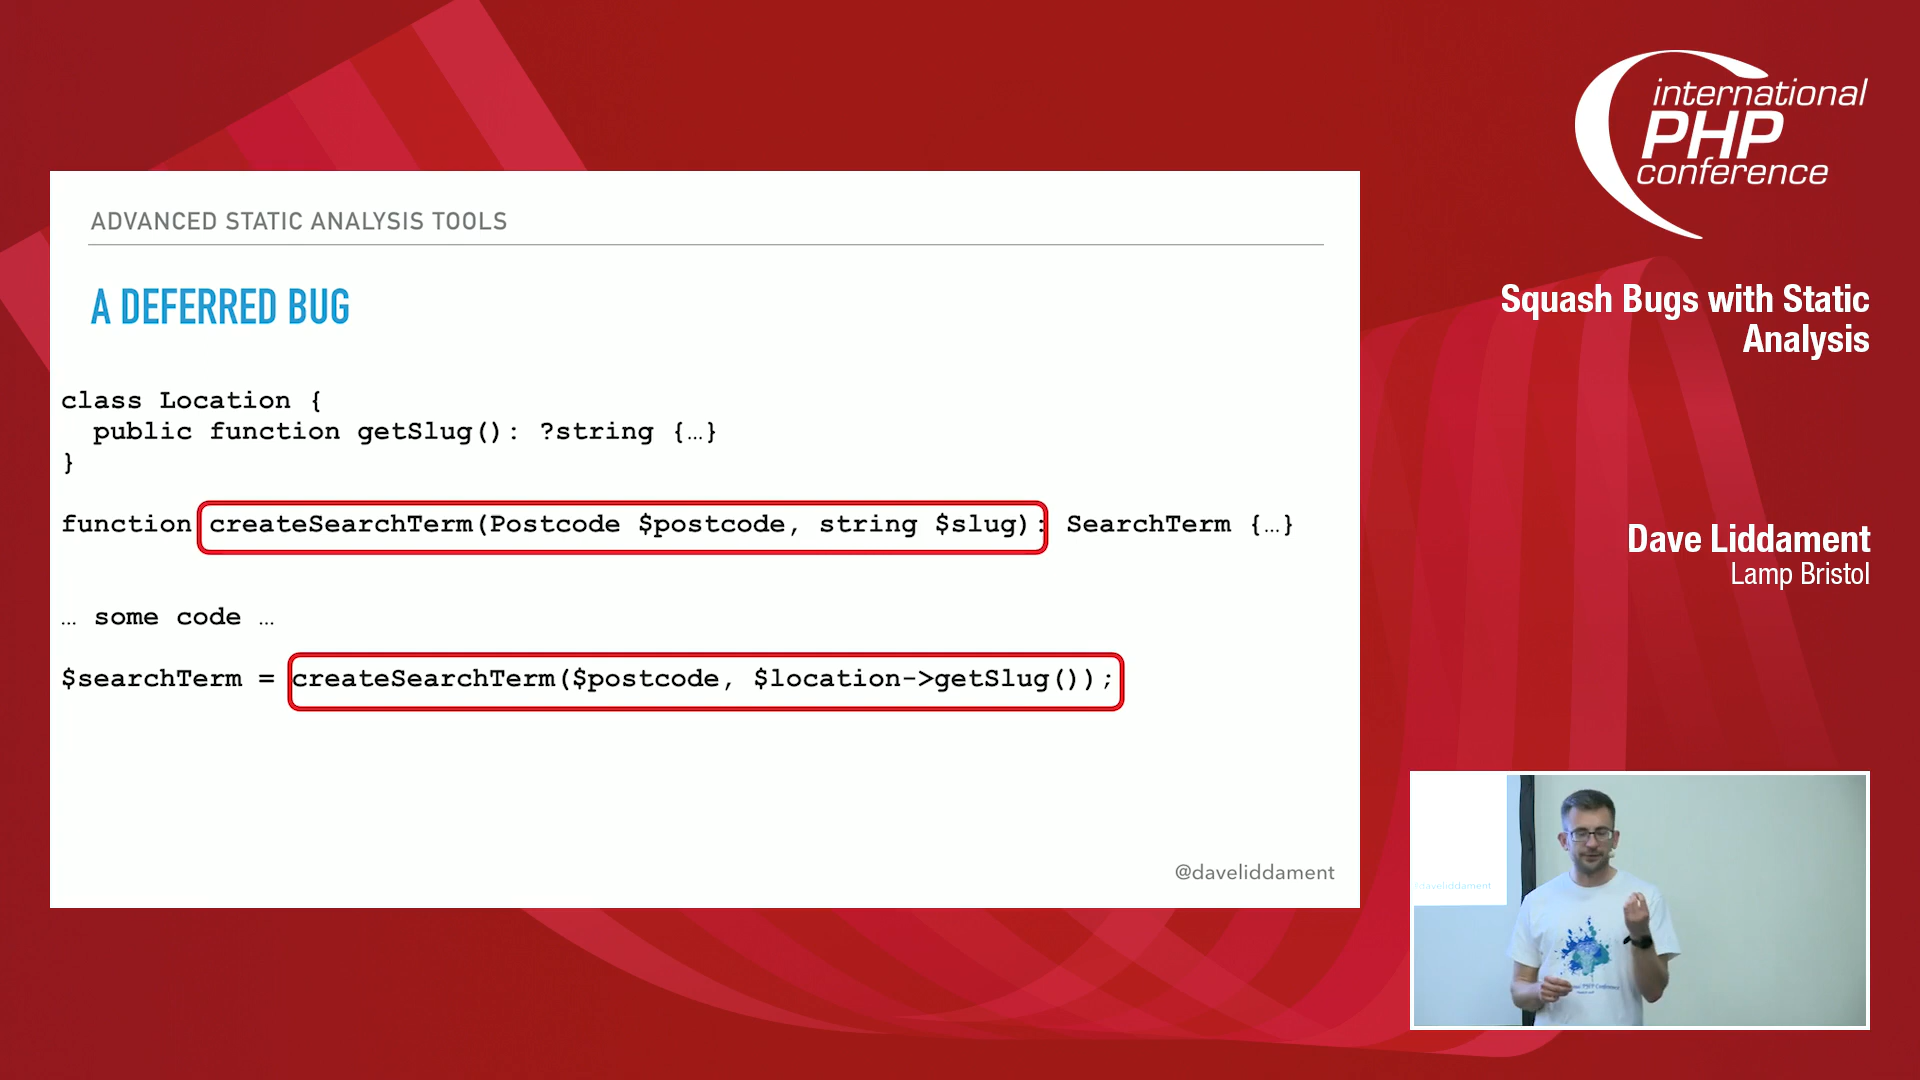 international
PHP
conference
Squash Bugs with Static
Analysis
Dave Liddament
Lamp Bristol
ADVANCED STATIC ANALYSIS TOOLS
A DEFERRED BUG
class Location {
public function getSlug(): ?string {…}
}
function createSearchTerm(Postcode $postcode, string $slug): SearchTerm {…}
… some code …
$searchTerm = createSearchTerm($postcode, $location->getSlug());
@daveliddament
@daveliddament